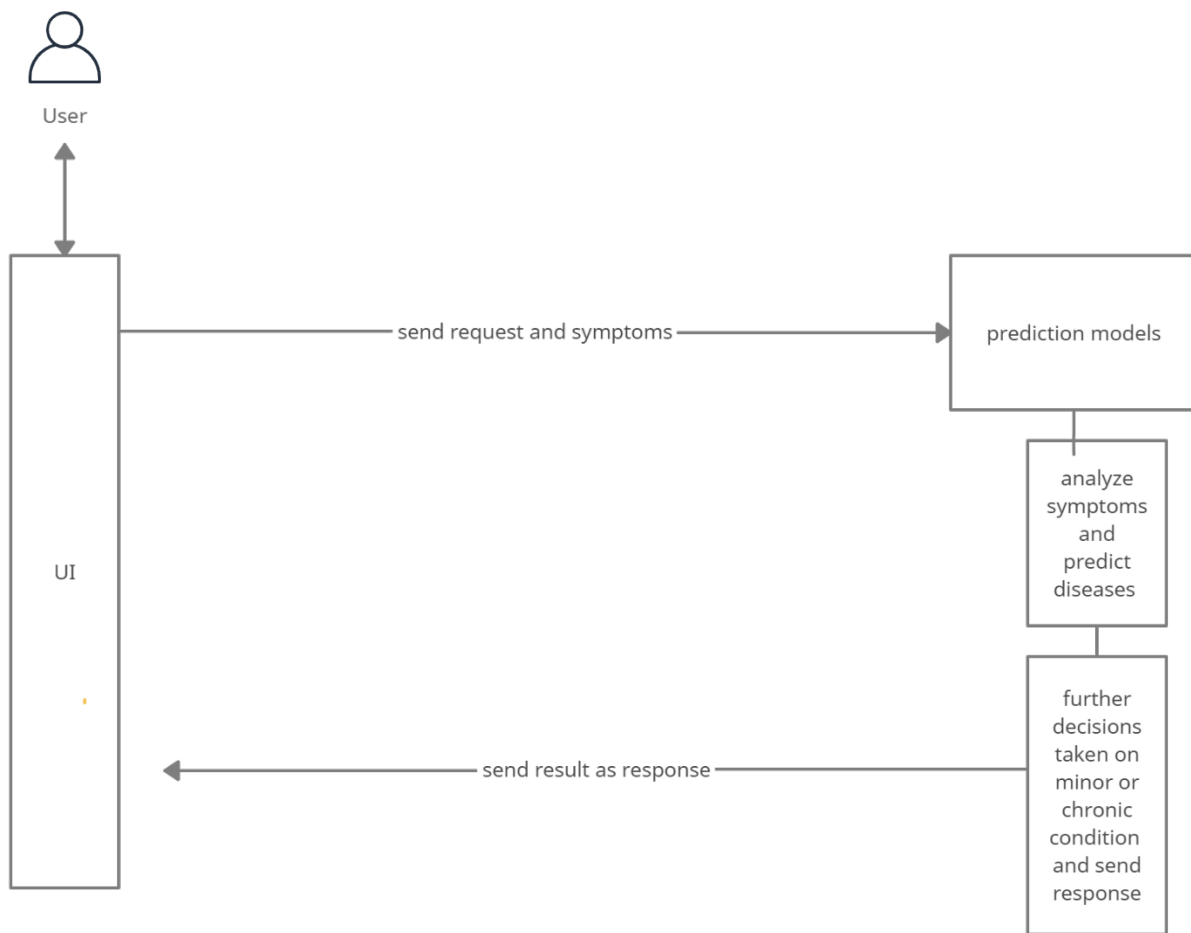 User
send request and symptoms
prediction models
analyze
symptoms
and
predict
diseases
UI
further
decisions
taken on
minor or
chronic
condition
and send
response
send result as response